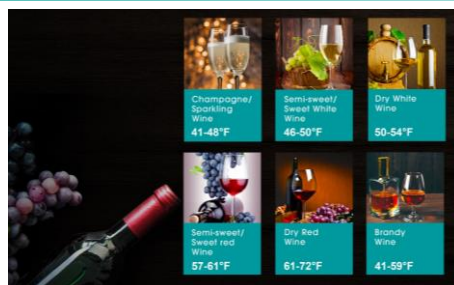 Champagne/
Sparkling
Wine
41-48°F
Semi-sweet/
Sweet White
Wine
46-50°F
Dry White
Wine
50-54°F
Semi-sweet/
Sweet red
Wine
57-61°F
Dry Red
Wine
61-72°F
Brandy
Wine
41-59°F